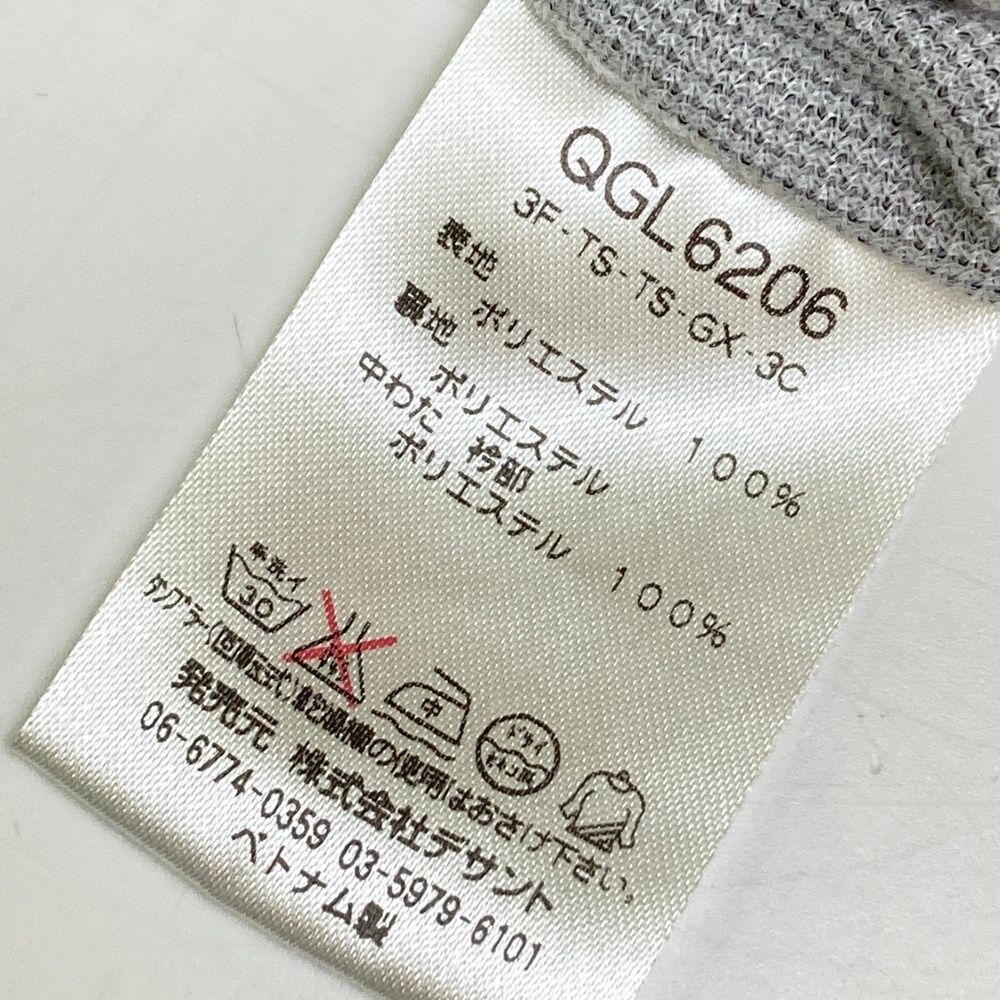 QGL6206
3F-TS-TS-GX-3C
表地 ポリエステル 100%
裏地 ポリエステル
中わた 衿部
ポリエステル 100%
手洗イ
30
中
ドライ
セキユ系
タンブラー(回転式)乾燥機の使用はおさけ下さい。
発売元 株式会社デサント
06-6774-0359 03-5979-6101
ベトナム製